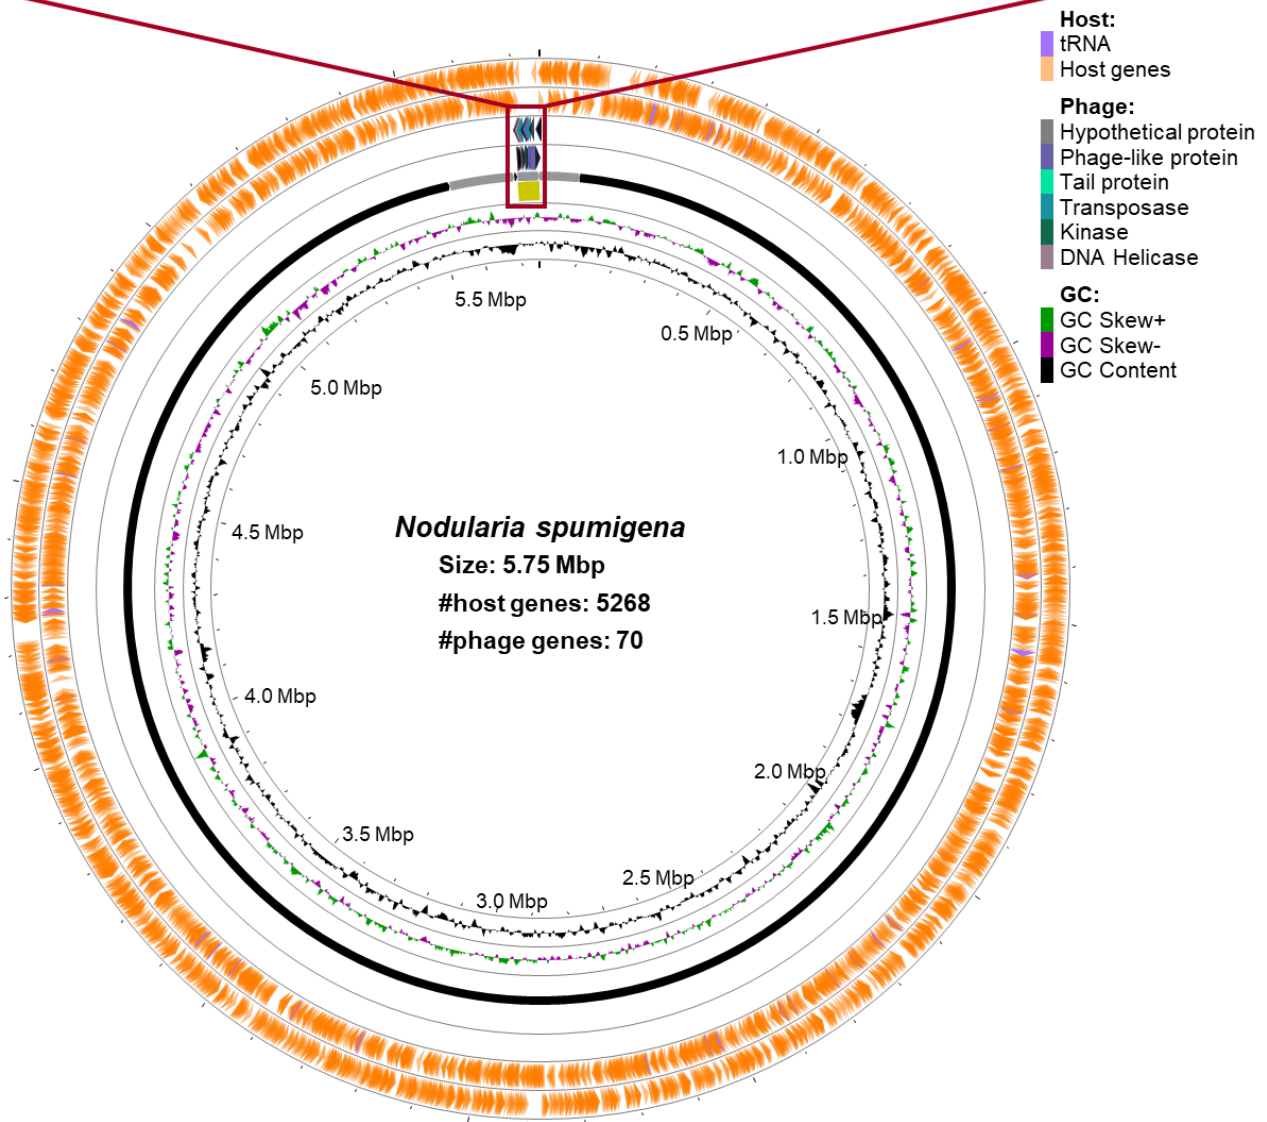 Host:
tRNA
Host genes
Phage:
Hypothetical protein
Phage-like protein
Tail protein
Transposase
Kinase
DNA Helicase
GC:
GC Skew+
GC Skew-
GC Content
5.5 Mbp
0.5 Mbp
5.0 Mbp
1.0 Mbp
4.5 Mbp
Nodularia spumigena
Size: 5.75 Mbp
#host genes: 5268
#phage genes: 70
1.5 Mbp
4.0 Mbp
2.0 Mbp
3.5 Mbp
2.5 Mbp
3.0 Mbp